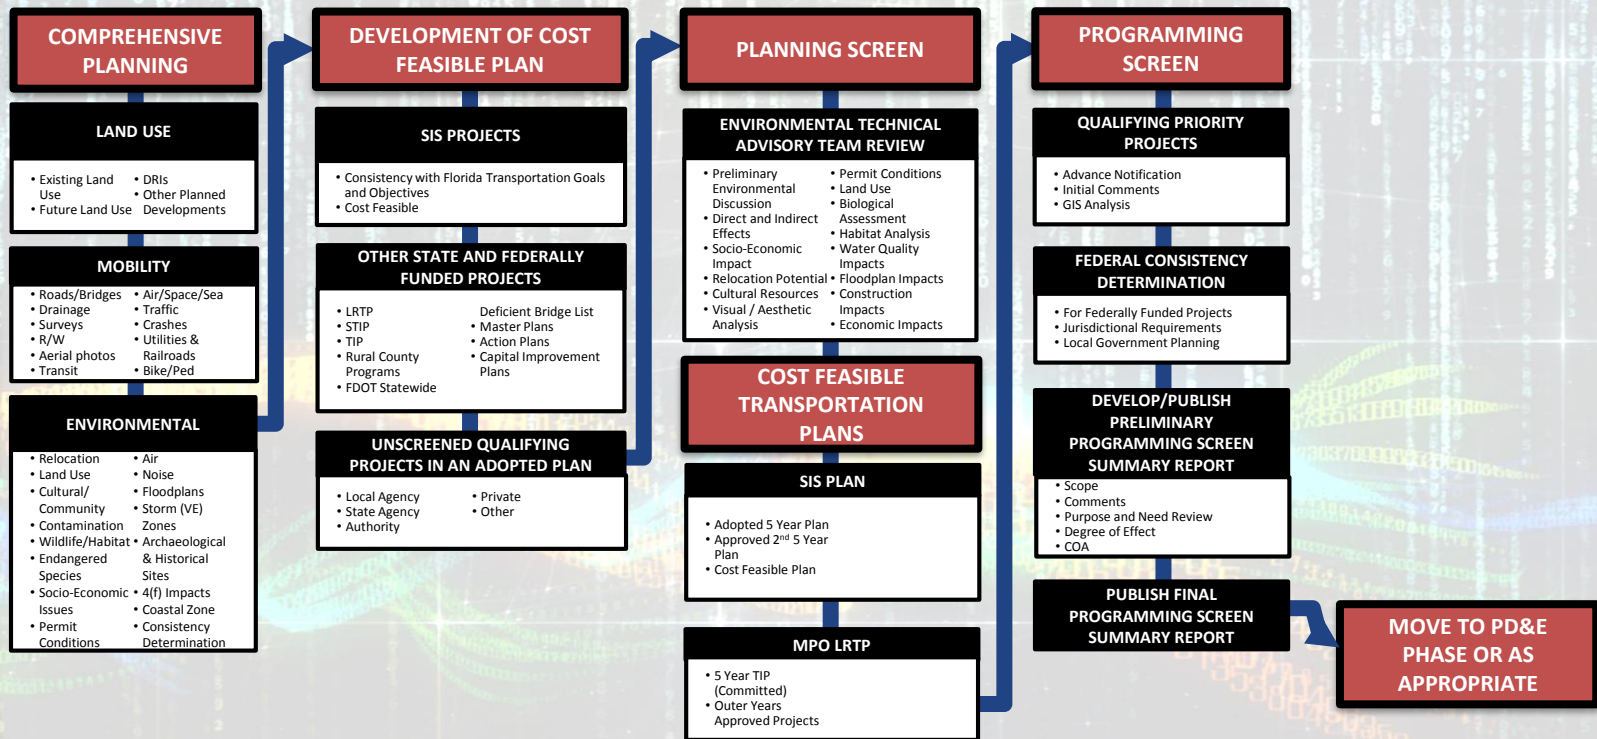 COMPREHENSIVE
PLANNING
LAND USE
• Existing Land
Use
• Future Land Use
• DRIs
• Other Planned
Developments
MOBILITY
• Roads/Bridges
• Drainage
• Surveys
• R/W
• Aerial photos
• Transit
• Air/Space/Sea
• Traffic
• Crashes
• Utilities &
Railroads
• Bike/Ped
ENVIRONMENTAL
• Relocation
• Land Use
• Cultural/
Community
• Contamination
• Wildlife/Habitat
• Endangered
Species
• Socio-Economic
Issues
• Permit
Conditions
• Air
• Noise
• Floodplans
• Storm (VE)
Zones
• Archaeological
& Historical
Sites
• 4(f) Impacts
• Coastal Zone
• Consistency
Determination
DEVELOPMENT OF COST
FEASIBLE PLAN
SIS PROJECTS
• Consistency with Florida Transportation Goals
and Objectives
• Cost Feasible
OTHER STATE AND FEDERALLY
FUNDED PROJECTS
• LRTP
• STIP
• TIP
• Rural County
Programs
• FDOT Statewide
Deficient Bridge List
• Master Plans
• Action Plans
• Capital Improvement
Plans
UNSCREENED QUALIFYING
PROJECTS IN AN ADOPTED PLAN
• Local Agency
• State Agency
• Authority
• Private
• Other
PLANNING SCREEN
ENVIRONMENTAL TECHNICAL
ADVISORY TEAM REVIEW
• Preliminary
Environmental
Discussion
• Direct and Indirect
Effects
• Socio-Economic
Impact
• Relocation Potential
• Cultural Resources
• Visual / Aesthetic
Analysis
• Permit Conditions
• Land Use
• Biological
Assessment
• Habitat Analysis
• Water Quality
Impacts
• Floodplan Impacts
• Construction
Impacts
• Economic Impacts
COST FEASIBLE
TRANSPORTATION
PLANS
SIS PLAN
• Adopted 5 Year Plan
• Approved 2nd 5 Year
Plan
• Cost Feasible Plan
MPO LRTP
• 5 Year TIP
(Committed)
• Outer Years
Approved Projects
PROGRAMMING
SCREEN
QUALIFYING PRIORITY
PROJECTS
• Advance Notification
• Initial Comments
• GIS Analysis
FEDERAL CONSISTENCY
DETERMINATION
• For Federally Funded Projects
• Jurisdictional Requirements
• Local Government Planning
DEVELOP/PUBLISH
PRELIMINARY
PROGRAMMING SCREEN
SUMMARY REPORT
• Scope
• Comments
• Purpose and Need Review
• Degree of Effect
• COA
PUBLISH FINAL
PROGRAMMING SCREEN
SUMMARY REPORT
MOVE TO PD&E
PHASE OR AS
APPROPRIATE